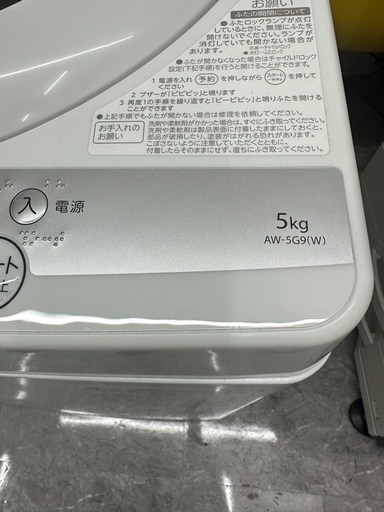 お願い
ふたの開閉について
●ふたロックランプが点灯
しているときに、無理にふたを
開けないでください。ランプが
消灯していても開かない場合が
あります。
●ふたが開かなくなった場合はチャイルドロック
設定(下記手順)を行うと開けることができます。
1 電源を入れ 予約 を押しながら スタート を押して
ください
2 ブザーが「ピピピッ」と鳴ります
3 再度1の手順を繰り返すと「ピーピピッ」と鳴りふたを開ける
ことができます
●上記手順でもふたが開かない場合は修理を依頼してください。
お手入れの
お願い
洗剤や柔軟剤がかかった場合は、すぐにふき取ってください。
洗剤や柔軟剤は製品表面に付着したままにしておくと、
部品が破損したり、塗装がはがれる恐れがあります。
こぼさないように注意していただくとともに、
付着したらそのままにせず、直ちにふき取ってください。
入 電源
5kg
AW-5G9(W)
ート